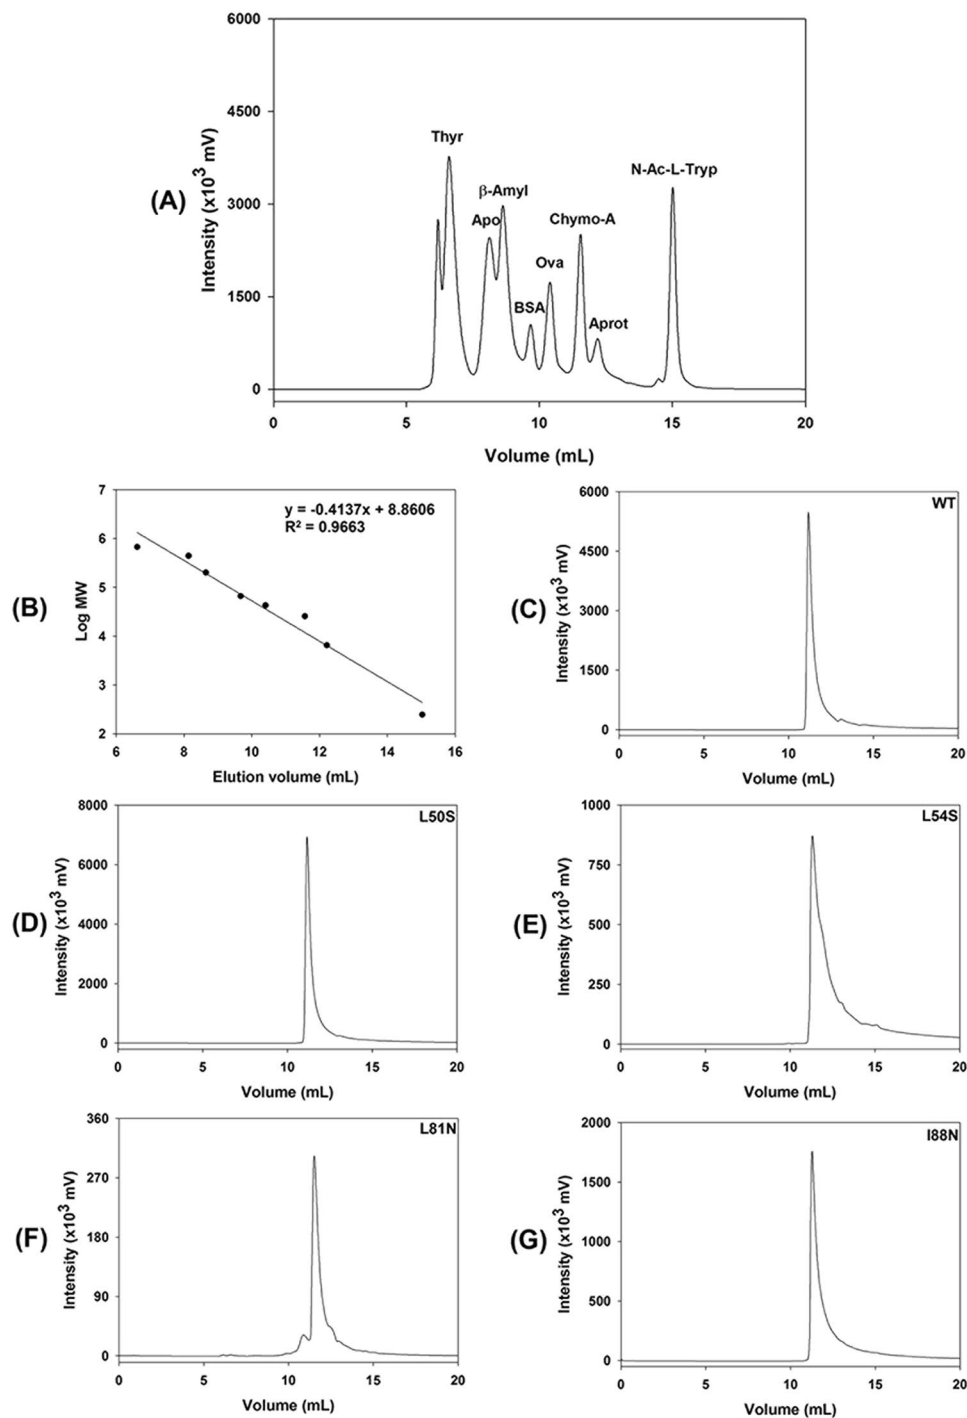 (A)
Intensity (x10³ mV)
6000
4500
3000
1500
0
Thyr
β-Amyl
Apo
BSA
Ova
Chymo-A
Aprot
N-Ac-L-Tryp
0 5 10 15 20
Volume (mL)
(B)
Log MW
7
6
5
4
3
2
y = -0.4137x + 8.8606
R² = 0.9663
6 8 10 12 14 16
Elution volume (mL)
(C)
Intensity (x10³ mV)
6000
4500
3000
1500
0
WT
0 5 10 15 20
Volume (mL)
(D)
Intensity (x10³ mV)
8000
6000
4000
2000
0
L50S
0 5 10 15 20
Volume (mL)
(E)
Intensity (x10³ mV)
1000
750
500
250
0
L54S
0 5 10 15 20
Volume (mL)
(F)
Intensity (x10³ mV)
360
270
180
90
0
L81N
0 5 10 15 20
Volume (mL)
(G)
Intensity (x10³ mV)
2000
1500
1000
500
0
I88N
0 5 10 15 20
Volume (mL)